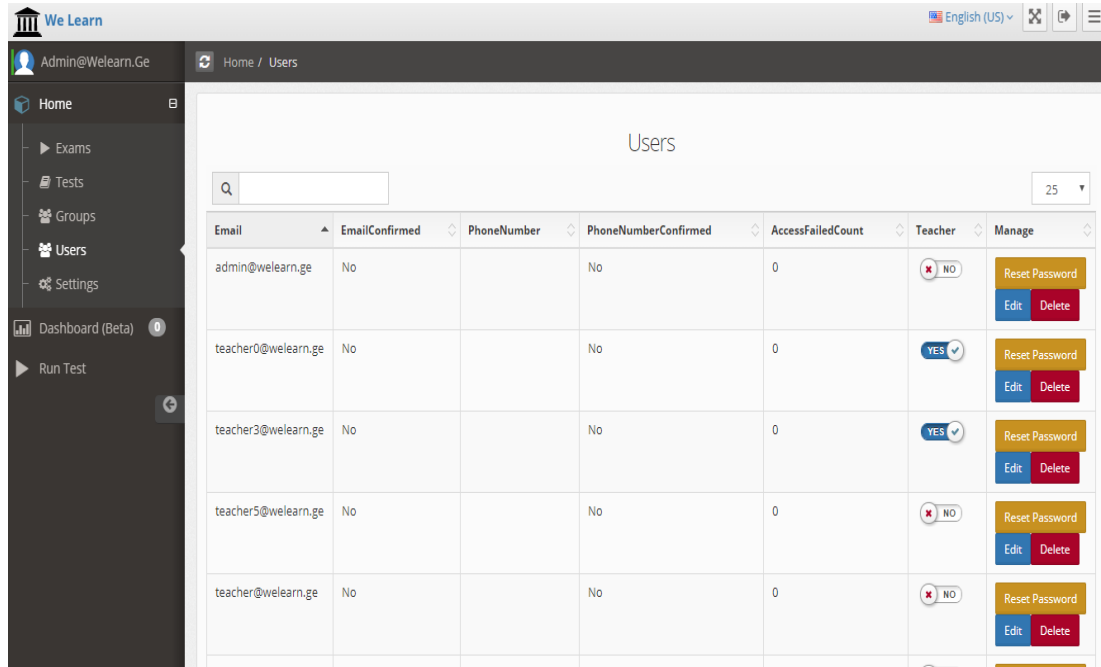 We Learn
English (US)
Admin@Welearn.Ge
Home / Users
Home
Exams
Tests
Groups
Users
Settings
Dashboard (Beta) 0
Run Test
Users
25
Email EmailConfirmed PhoneNumber PhoneNumberConfirmed AccessFailedCount Teacher Manage
admin@welearn.ge No No 0 NO Reset Password
Edit Delete
teacher0@welearn.ge No No 0 YES Reset Password
Edit Delete
teacher3@welearn.ge No No 0 YES Reset Password
Edit Delete
teacher5@welearn.ge No No 0 NO Reset Password
Edit Delete
teacher@welearn.ge No No 0 NO Reset Password
Edit Delete